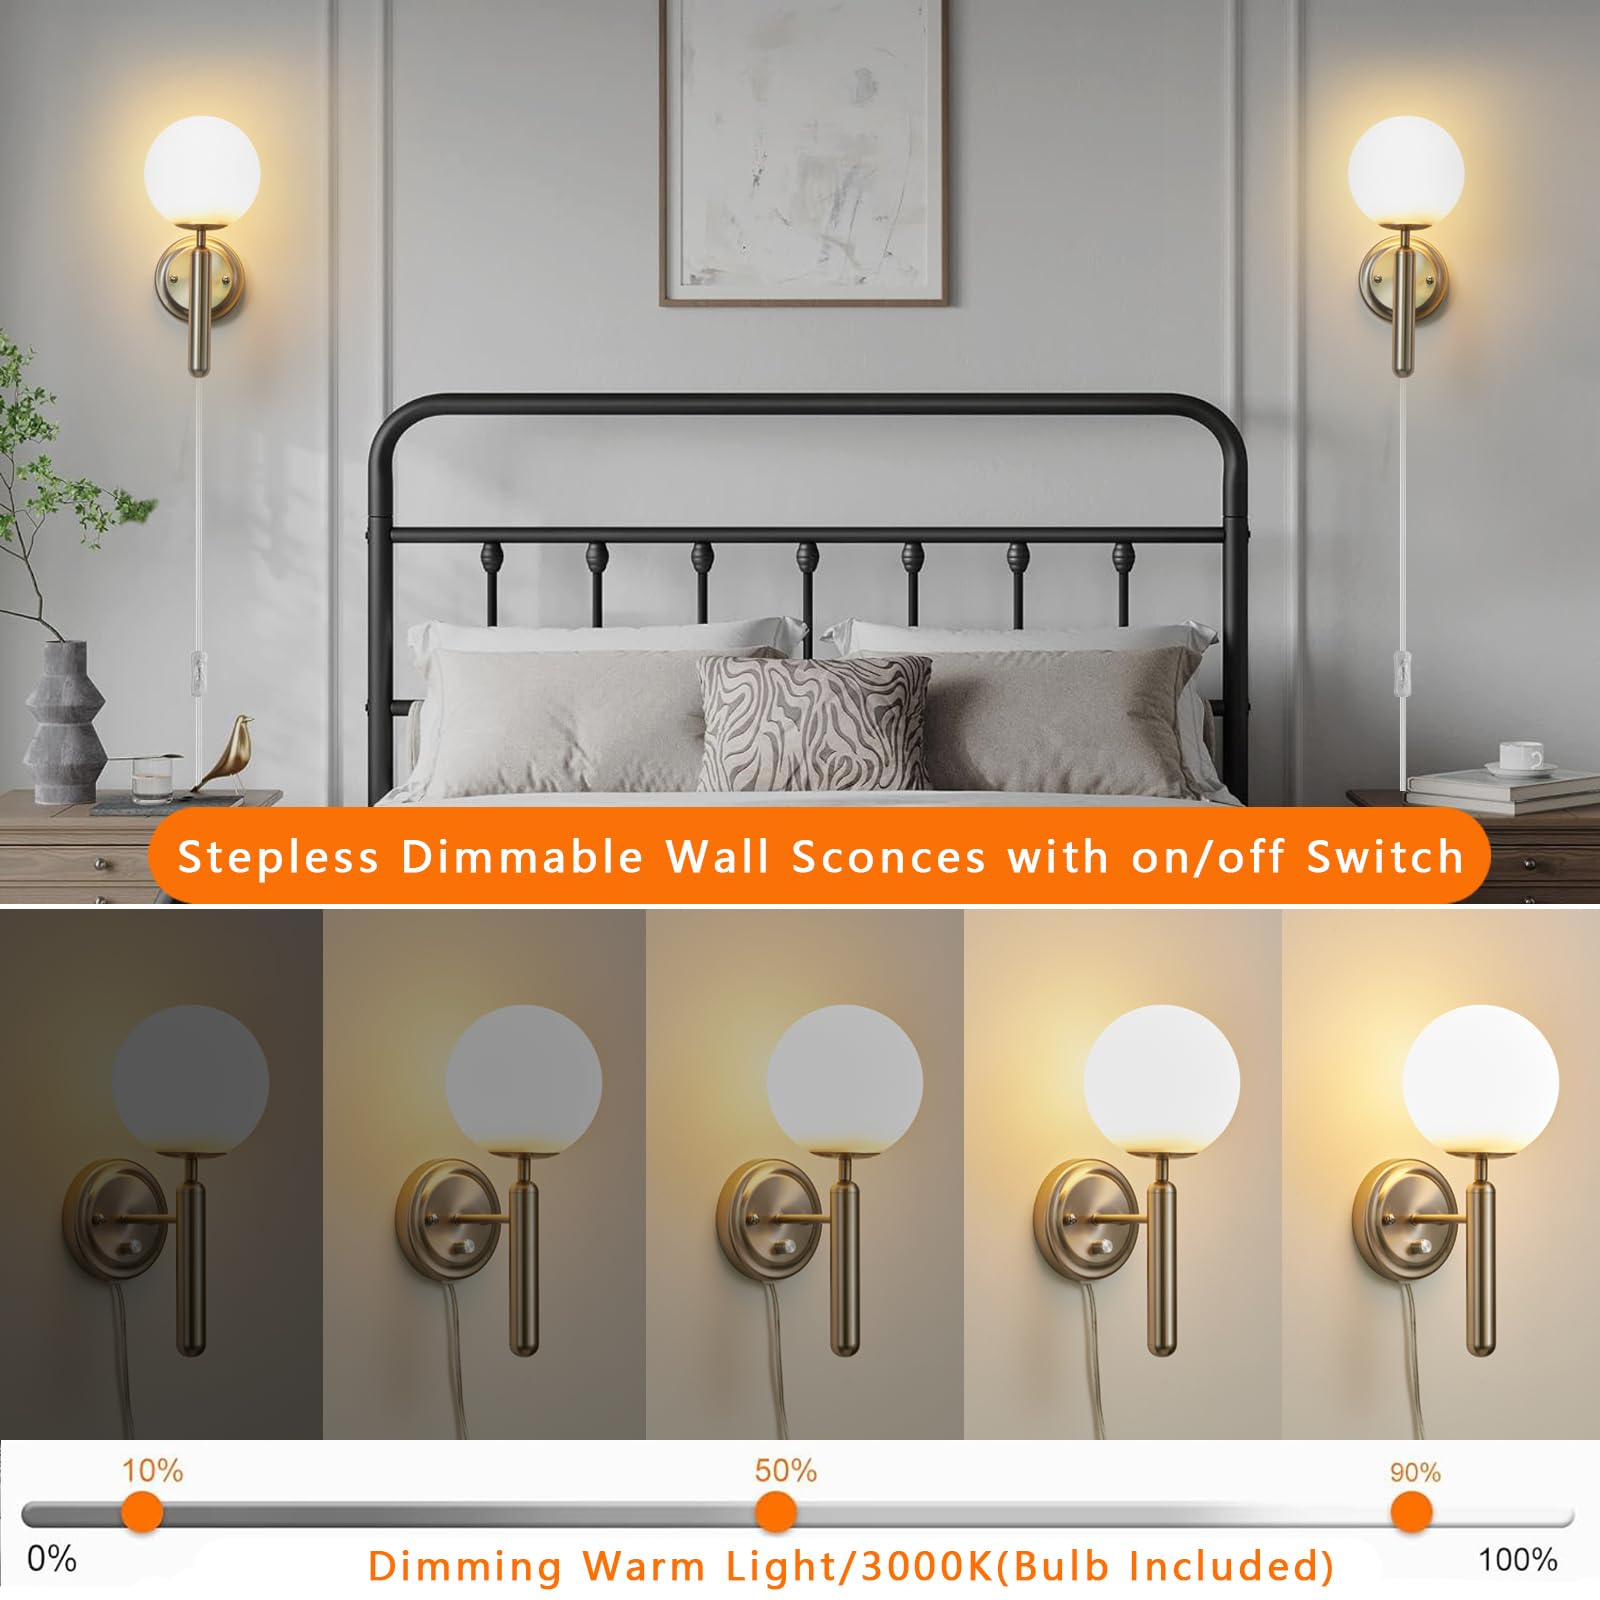 Stepless Dimmable Wall Sconces with on/off Switch
10% 50% 90%
0% 100%
Dimming Warm Light/3000K(Bulb Included)